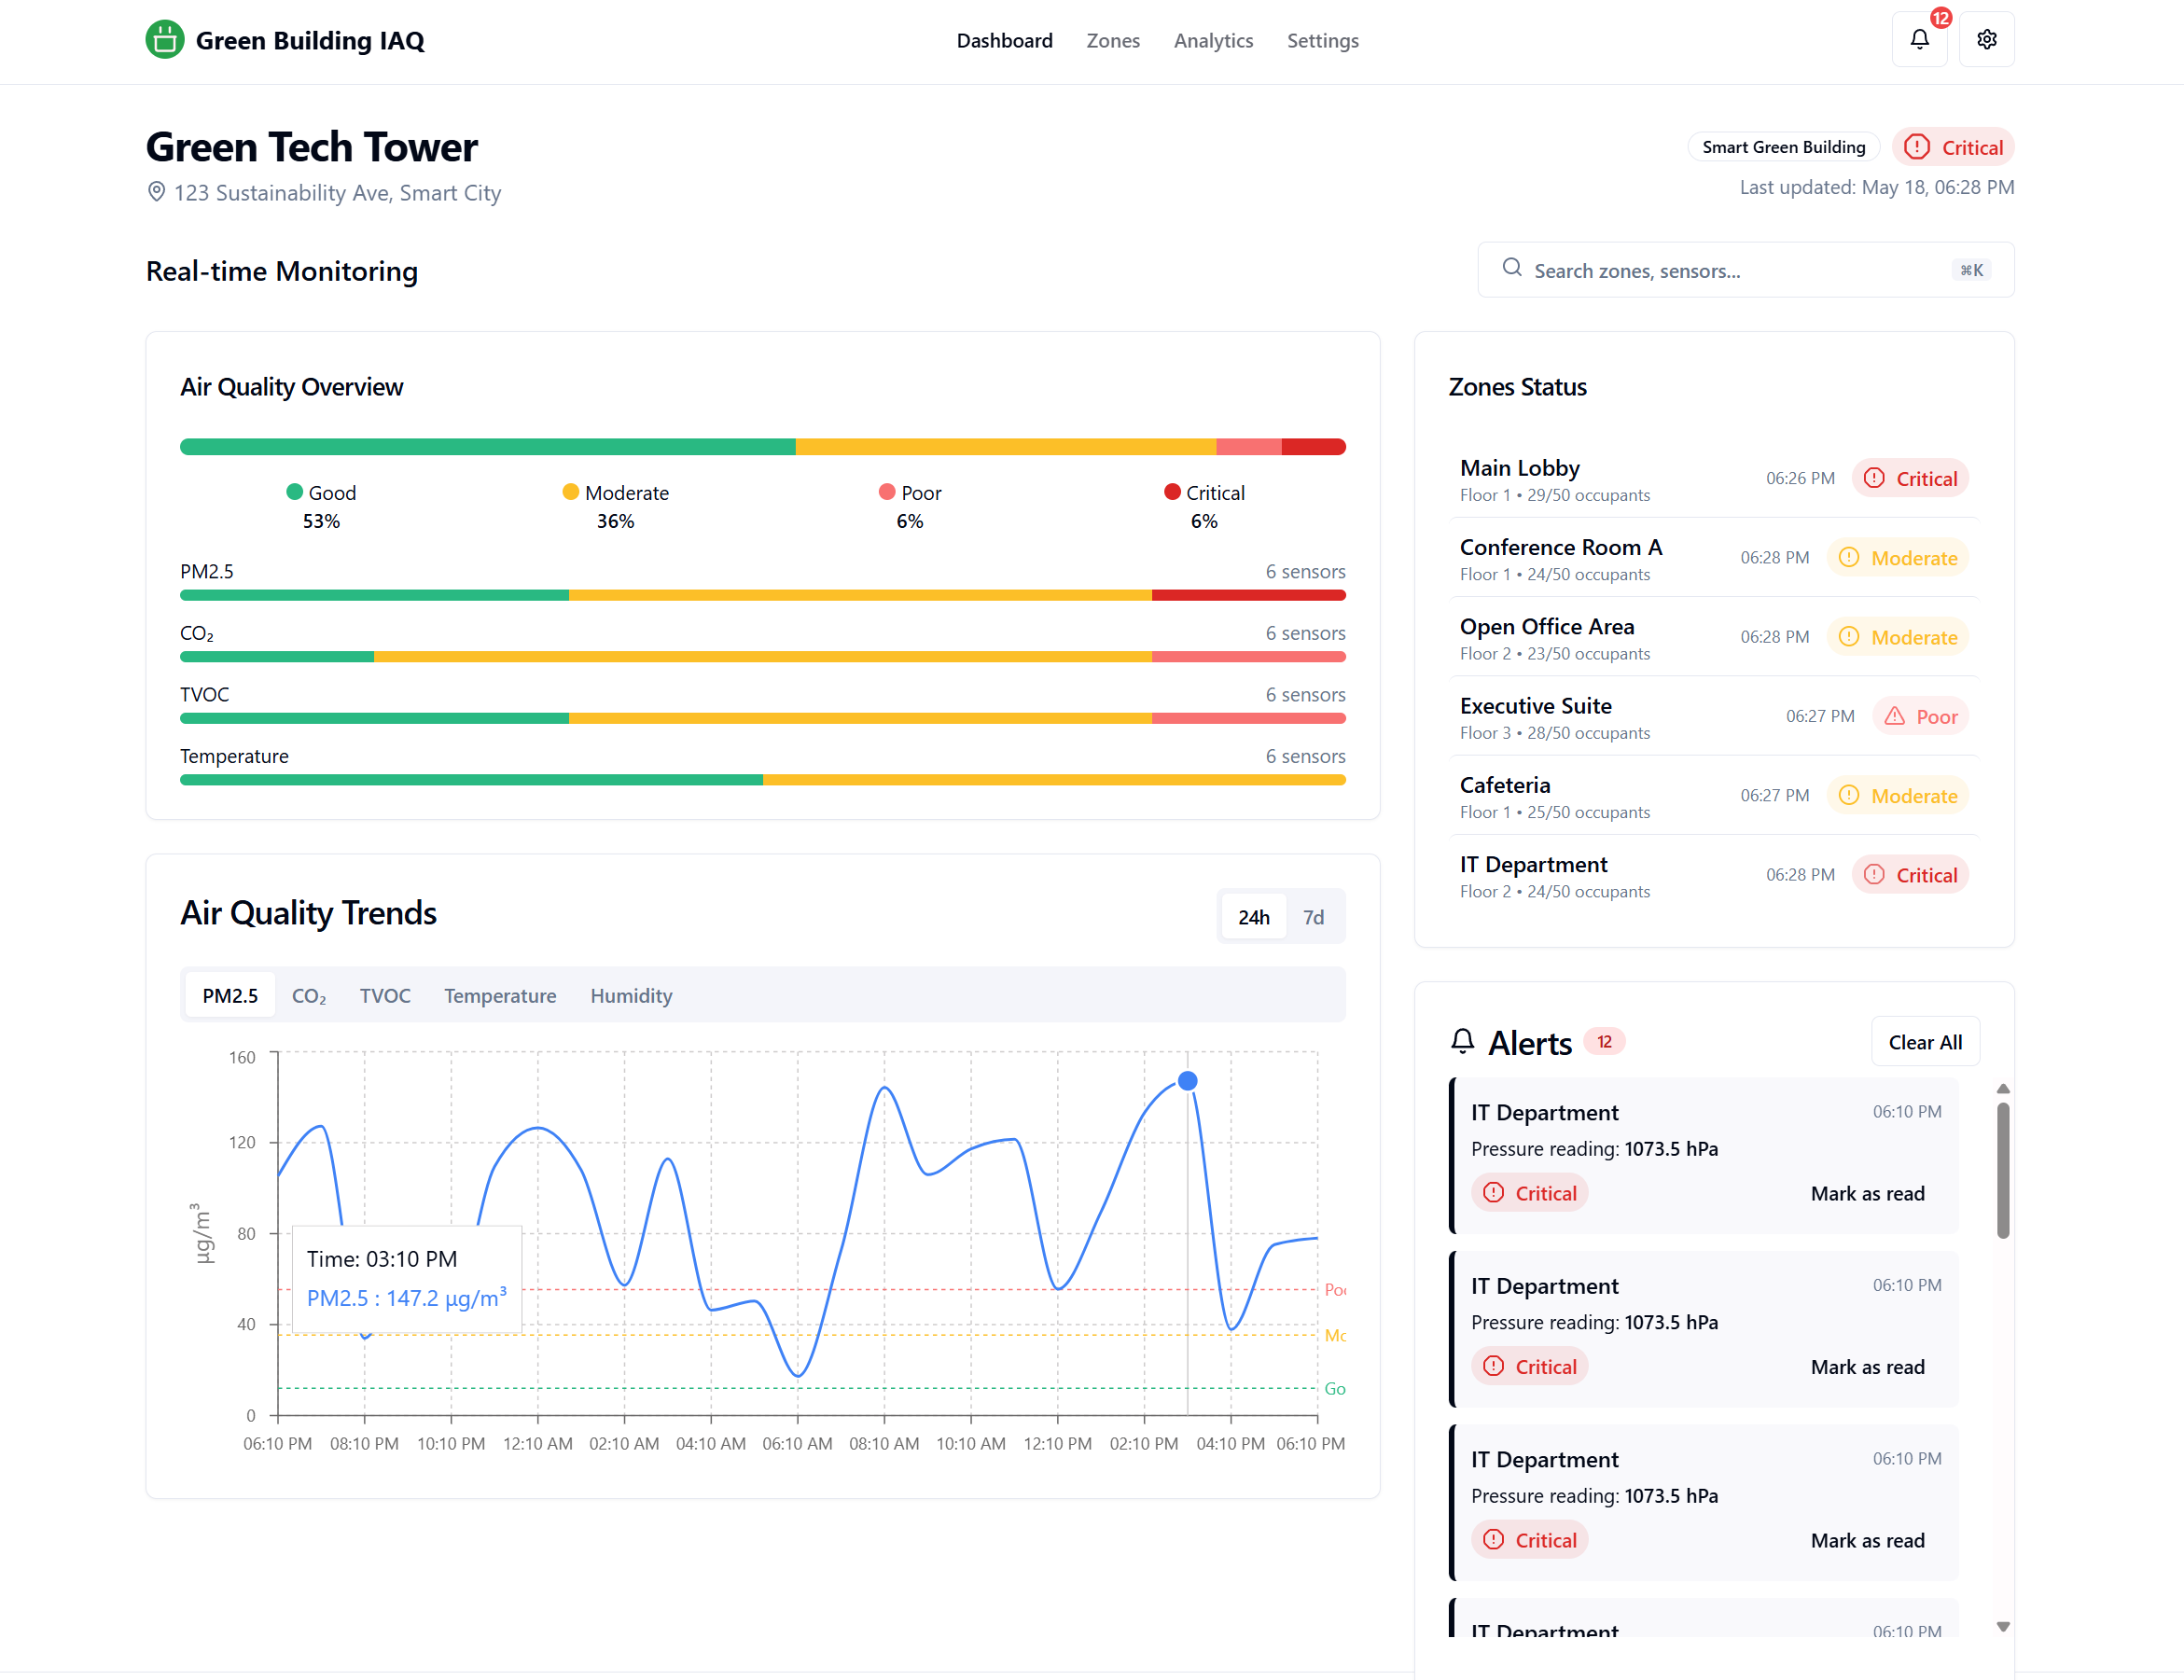 Green Building IAQ
Dashboard Zones Analytics Settings
12
Green Tech Tower
123 Sustainability Ave, Smart City
Smart Green Building Critical
Last updated: May 18, 06:28 PM
Real-time Monitoring
Search zones, sensors... ⌘K
Air Quality Overview
Good Moderate Poor Critical
53% 36% 6% 6%
PM2.5 6 sensors
CO₂ 6 sensors
TVOC 6 sensors
Temperature 6 sensors
Zones Status
Main Lobby
Floor 1 • 29/50 occupants
06:26 PM Critical
Conference Room A
Floor 1 • 24/50 occupants
06:28 PM Moderate
Open Office Area
Floor 2 • 23/50 occupants
06:28 PM Moderate
Executive Suite
Floor 3 • 28/50 occupants
06:27 PM Poor
Cafeteria
Floor 1 • 25/50 occupants
06:27 PM Moderate
IT Department
Floor 2 • 24/50 occupants
06:28 PM Critical
Air Quality Trends
24h 7d
PM2.5 CO₂ TVOC Temperature Humidity
160
120
80
40
0
µg/m³
Time: 03:10 PM
PM2.5 : 147.2 µg/m³
Po
Mo
Go
06:10 PM 08:10 PM 10:10 PM 12:10 AM 02:10 AM 04:10 AM 06:10 AM 08:10 AM 10:10 AM 12:10 PM 02:10 PM 04:10 PM 06:10 PM
Alerts 12
Clear All
IT Department 06:10 PM
Pressure reading: 1073.5 hPa
Critical Mark as read
IT Department 06:10 PM
Pressure reading: 1073.5 hPa
Critical Mark as read
IT Department 06:10 PM
Pressure reading: 1073.5 hPa
Critical Mark as read
IT Department 06:10 PM